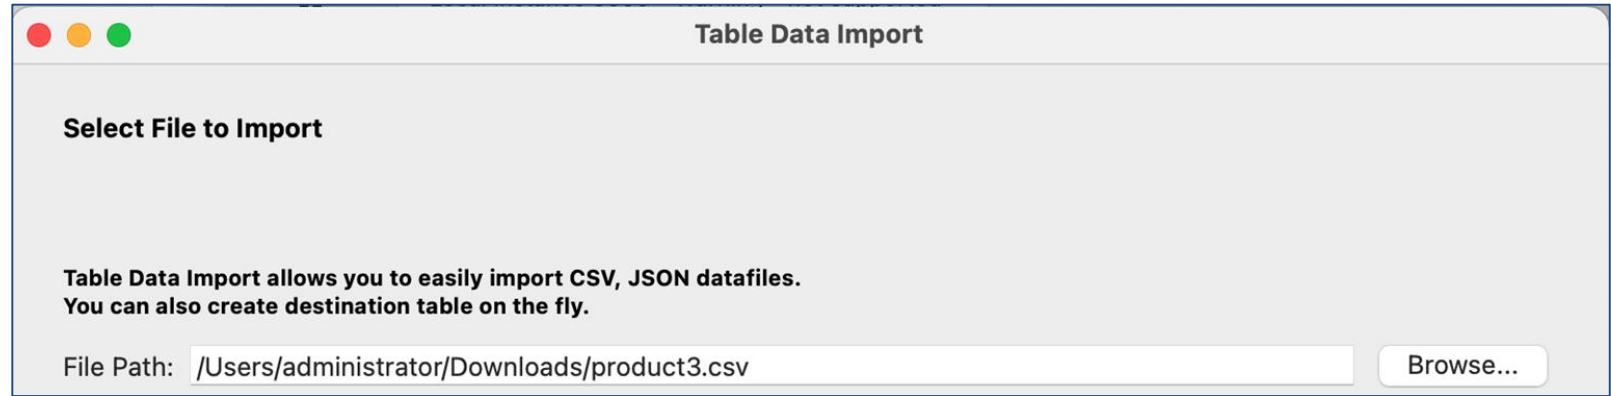 Table Data Import
Select File to Import
Table Data Import allows you to easily import CSV, JSON datafiles.
You can also create destination table on the fly.
File Path: /Users/administrator/Downloads/product3.csv Browse...